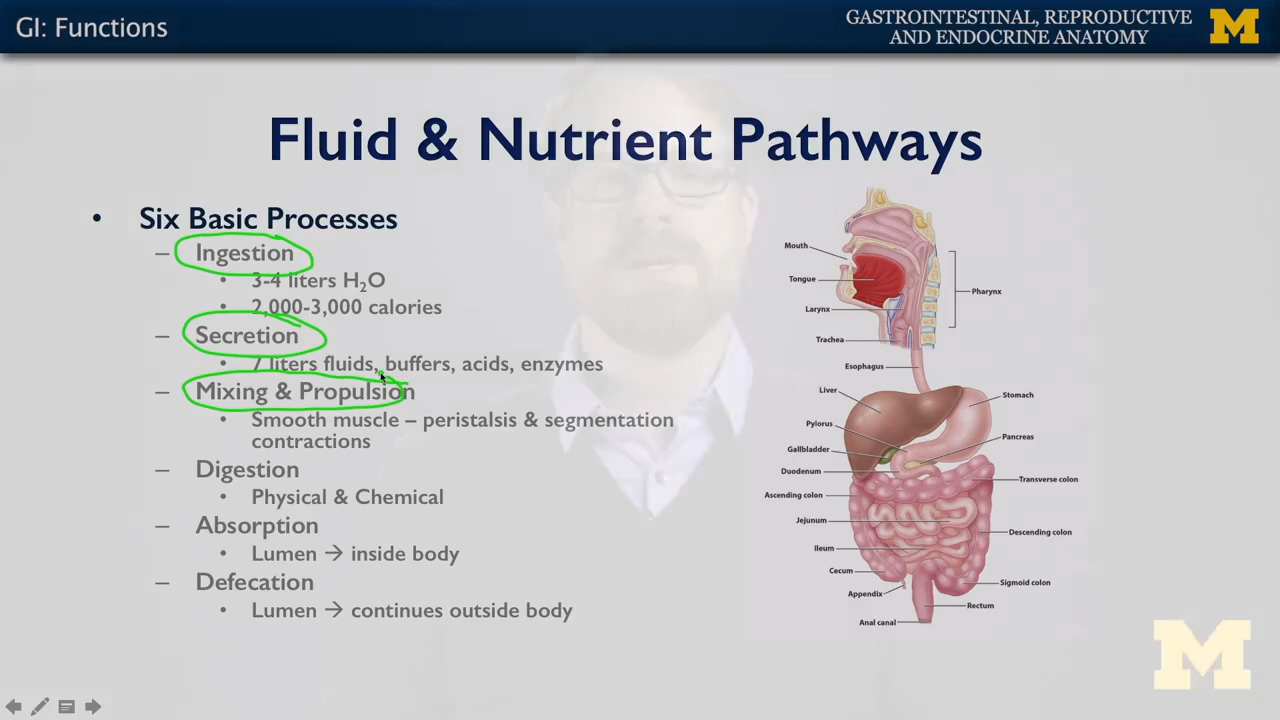 GI: Functions
GASTROINTESTINAL, REPRODUCTIVE
AND ENDOCRINE ANATOMY
M
Fluid & Nutrient Pathways
• Six Basic Processes
– Ingestion
• 3-4 liters H₂O
• 2,000-3,000 calories
– Secretion
• 7 liters fluids, buffers, acids, enzymes
– Mixing & Propulsion
• Smooth muscle – peristalsis & segmentation
contractions
– Digestion
• Physical & Chemical
– Absorption
• Lumen → inside body
– Defecation
• Lumen → continues outside body
Mouth
Tongue
Larynx
Trachea
Pharynx
Esophagus
Liver
Stomach
Pylorus
Pancreas
Gallbladder
Duodenum
Transverse colon
Ascending colon
Jejunum
Descending colon
Ileum
Cecum
Sigmoid colon
Appendix
Rectum
Anal canal
M